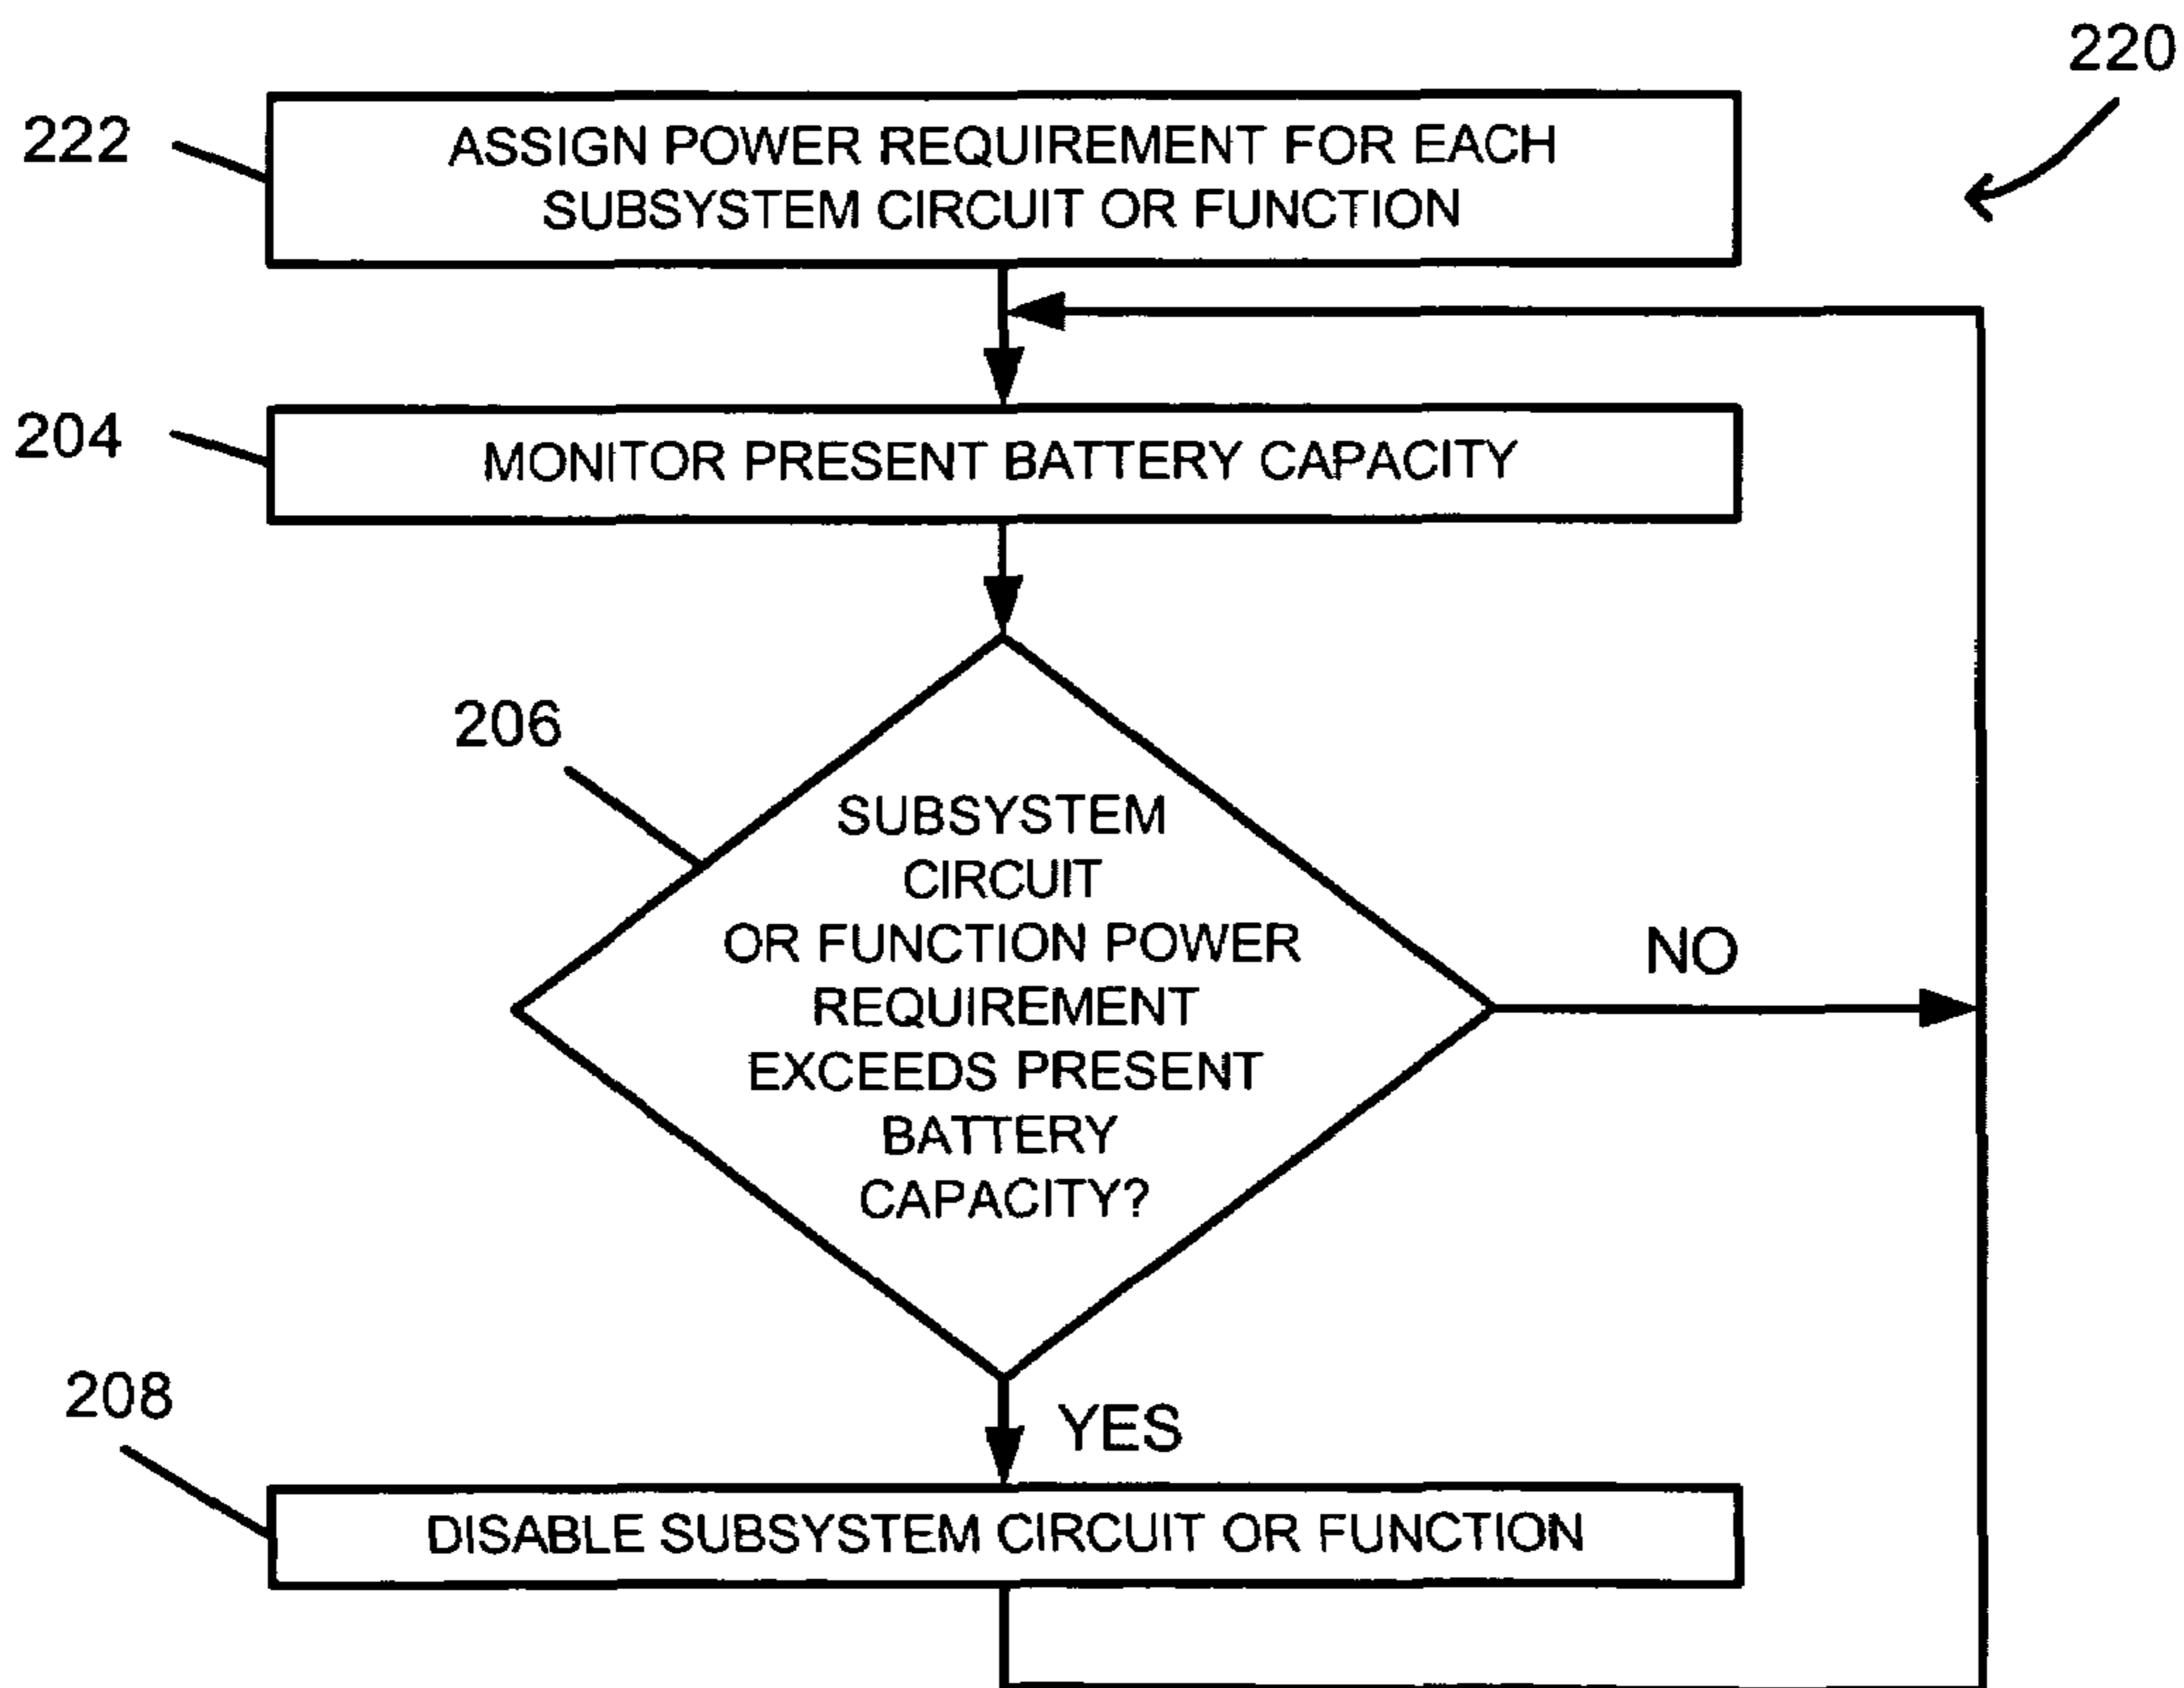 220
222
ASSIGN POWER REQUIREMENT FOR EACH
SUBSYSTEM CIRCUIT OR FUNCTION
204
MONITOR PRESENT BATTERY CAPACITY
206
SUBSYSTEM
CIRCUIT
OR FUNCTION POWER
REQUIREMENT
EXCEEDS PRESENT
BATTERY
CAPACITY?
NO
YES
208
DISABLE SUBSYSTEM CIRCUIT OR FUNCTION